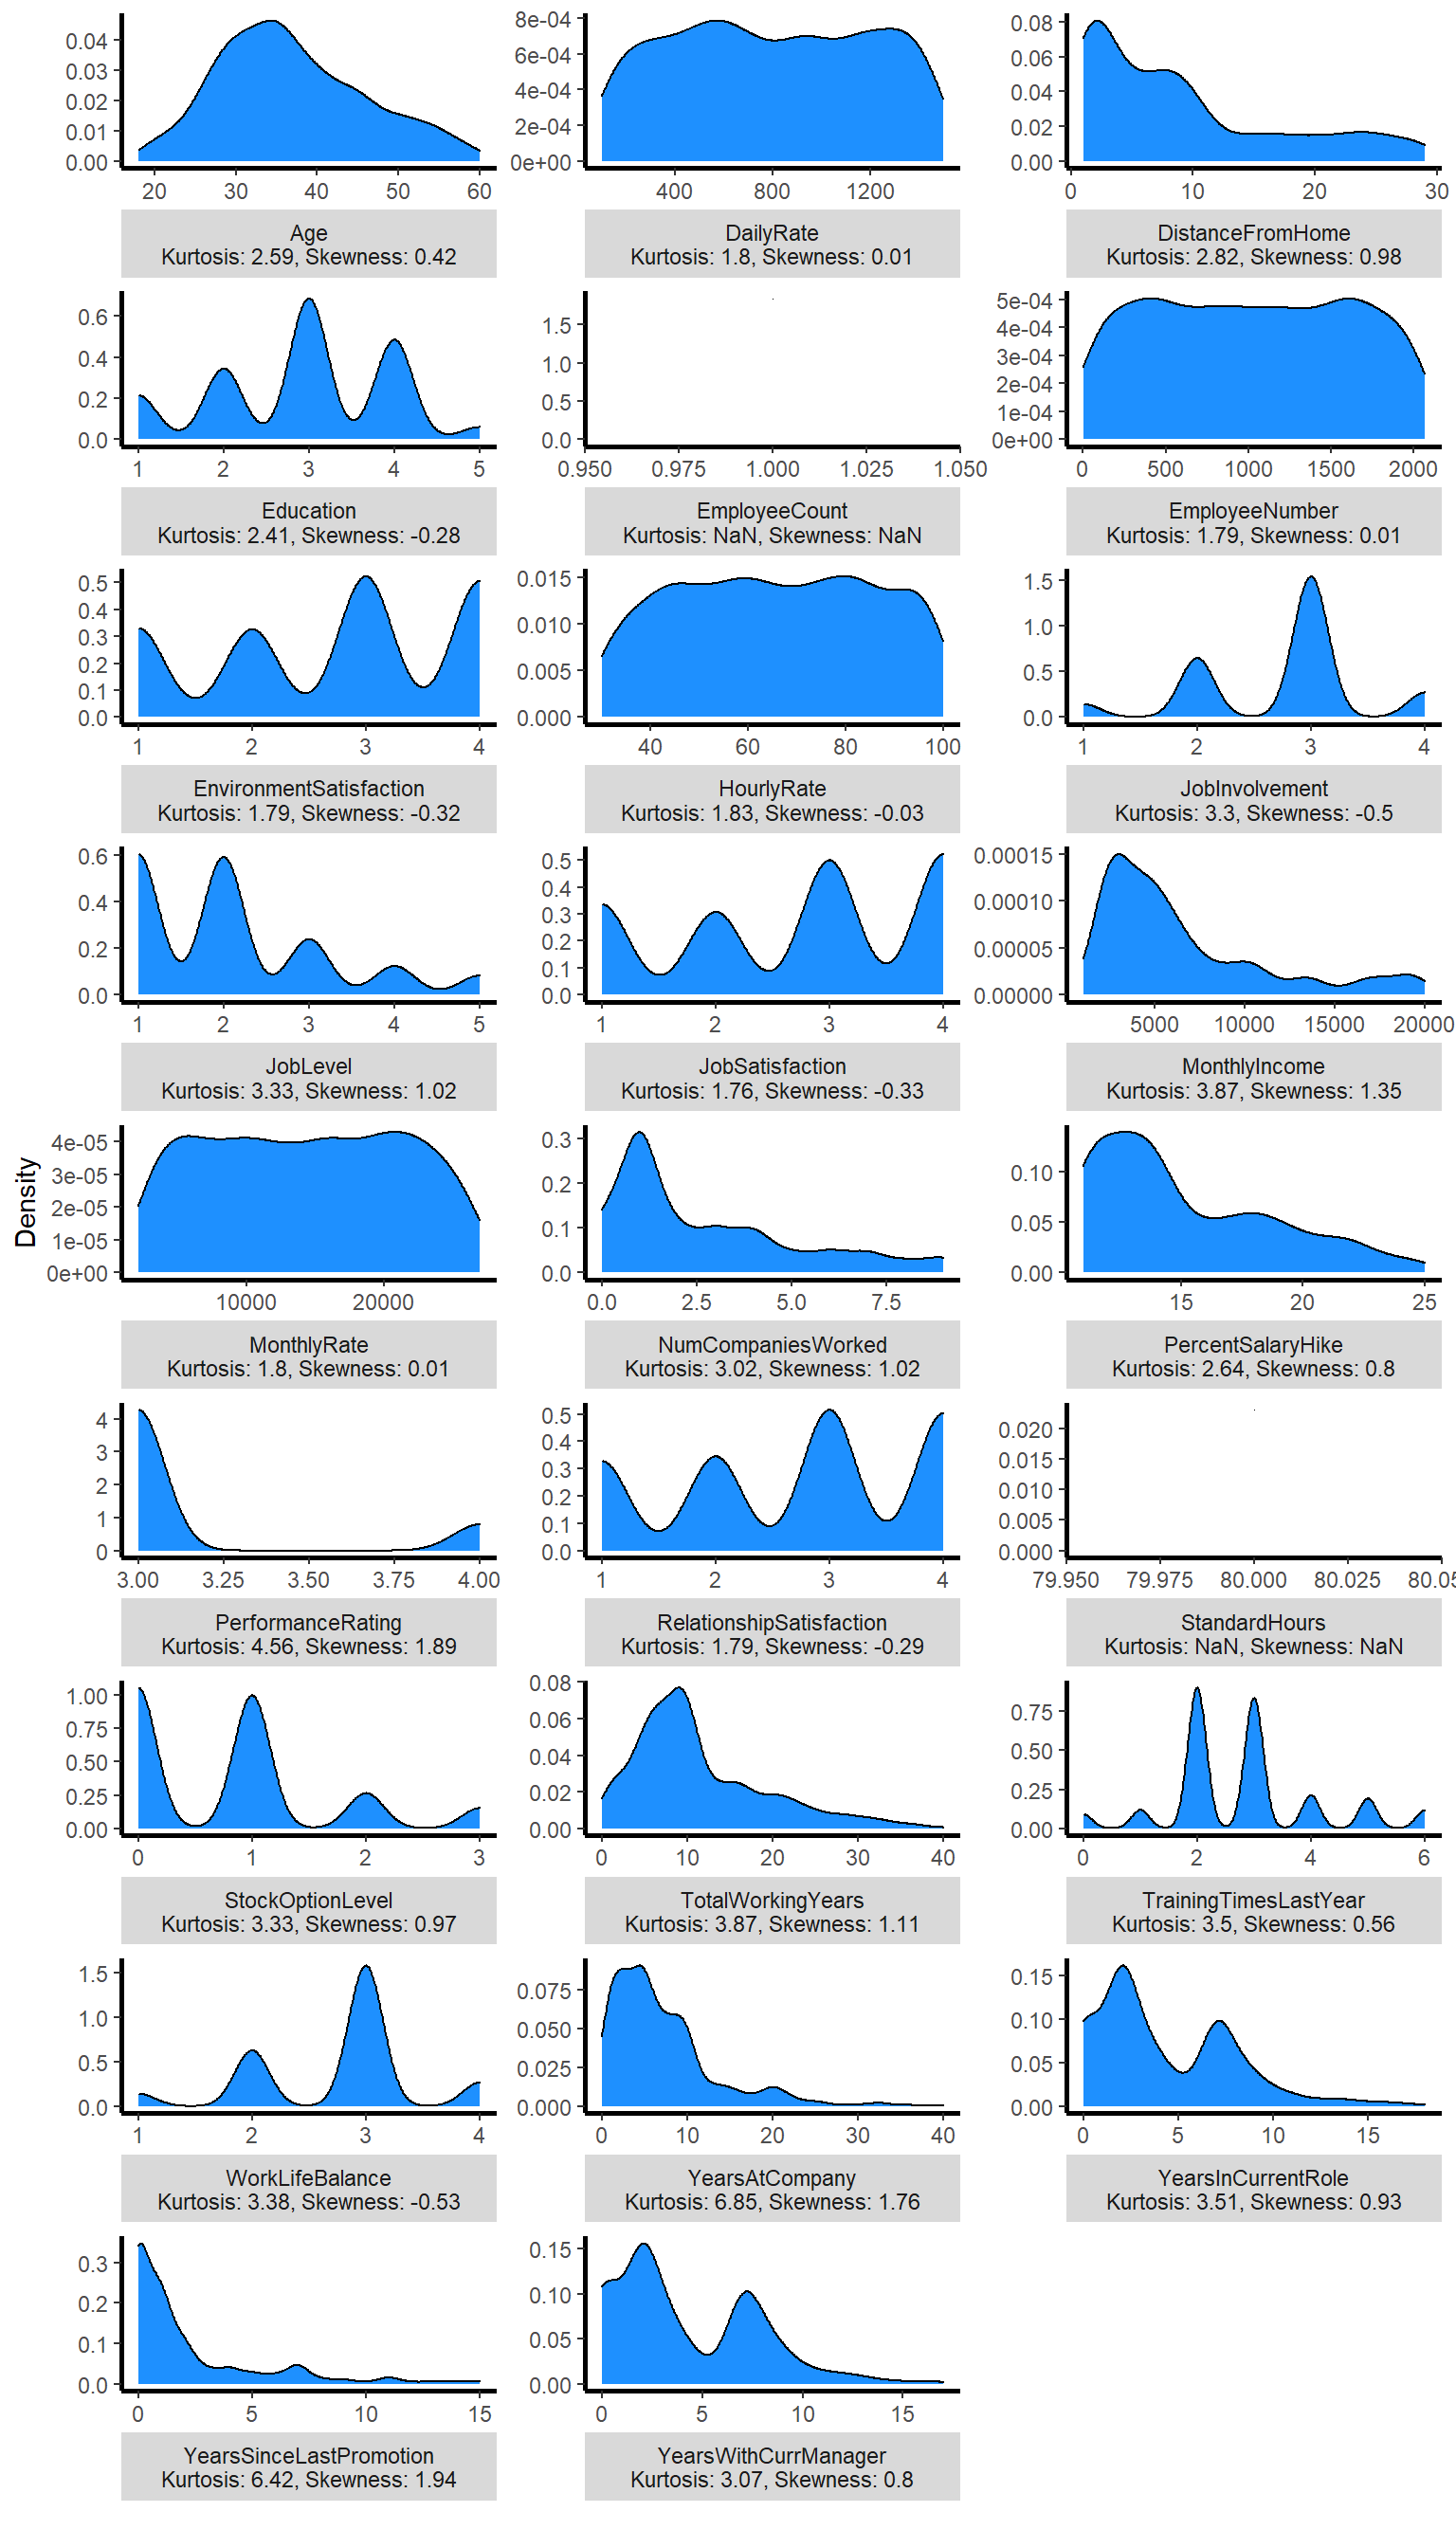 0.04
0.03
0.02
0.01
0.00
20 30 40 50 60
Age
Kurtosis: 2.59, Skewness: 0.42
8e-04
6e-04
4e-04
2e-04
0e+00
400 800 1200
DailyRate
Kurtosis: 1.8, Skewness: 0.01
0.08
0.06
0.04
0.02
0.00
0 10 20 30
DistanceFromHome
Kurtosis: 2.82, Skewness: 0.98
0.6
0.4
0.2
0.0
1 2 3 4 5
Education
Kurtosis: 2.41, Skewness: -0.28
1.5
1.0
0.5
0.0
0.950 0.975 1.000 1.025 1.050
EmployeeCount
Kurtosis: NaN, Skewness: NaN
5e-04
4e-04
3e-04
2e-04
1e-04
0e+00
0 500 1000 1500 2000
EmployeeNumber
Kurtosis: 1.79, Skewness: 0.01
0.5
0.4
0.3
0.2
0.1
0.0
1 2 3 4
EnvironmentSatisfaction
Kurtosis: 1.79, Skewness: -0.32
0.015
0.010
0.005
0.000
40 60 80 100
HourlyRate
Kurtosis: 1.83, Skewness: -0.03
1.5
1.0
0.5
0.0
1 2 3 4
JobInvolvement
Kurtosis: 3.3, Skewness: -0.5
0.6
0.4
0.2
0.0
1 2 3 4 5
JobLevel
Kurtosis: 3.33, Skewness: 1.02
0.5
0.4
0.3
0.2
0.1
0.0
1 2 3 4
JobSatisfaction
Kurtosis: 1.76, Skewness: -0.33
0.00015
0.00010
0.00005
0.00000
5000 10000 15000 20000
MonthlyIncome
Kurtosis: 3.87, Skewness: 1.35
Density
4e-05
3e-05
2e-05
1e-05
0e+00
10000 20000
MonthlyRate
Kurtosis: 1.8, Skewness: 0.01
0.3
0.2
0.1
0.0
0.0 2.5 5.0 7.5
NumCompaniesWorked
Kurtosis: 3.02, Skewness: 1.02
0.10
0.05
0.00
15 20 25
PercentSalaryHike
Kurtosis: 2.64, Skewness: 0.8
4
3
2
1
0
3.00 3.25 3.50 3.75 4.00
PerformanceRating
Kurtosis: 4.56, Skewness: 1.89
0.5
0.4
0.3
0.2
0.1
0.0
1 2 3 4
RelationshipSatisfaction
Kurtosis: 1.79, Skewness: -0.29
0.020
0.015
0.010
0.005
0.000
79.950 79.975 80.000 80.025
StandardHours
Kurtosis: NaN, Skewness: NaN
1.00
0.75
0.50
0.25
0.00
0 1 2 3
StockOptionLevel
Kurtosis: 3.33, Skewness: 0.97
0.08
0.06
0.04
0.02
0.00
0 10 20 30 40
TotalWorkingYears
Kurtosis: 3.87, Skewness: 1.11
0.75
0.50
0.25
0.00
0 2 4 6
TrainingTimesLastYear
Kurtosis: 3.5, Skewness: 0.56
1.5
1.0
0.5
0.0
1 2 3 4
WorkLifeBalance
Kurtosis: 3.38, Skewness: -0.53
0.075
0.050
0.025
0.000
0 10 20 30 40
YearsAtCompany
Kurtosis: 6.85, Skewness: 1.76
0.15
0.10
0.05
0.00
0 5 10 15
YearsInCurrentRole
Kurtosis: 3.51, Skewness: 0.93
0.3
0.2
0.1
0.0
0 5 10 15
YearsSinceLastPromotion
Kurtosis: 6.42, Skewness: 1.94
0.15
0.10
0.05
0.00
0 5 10 15
YearsWithCurrManager
Kurtosis: 3.07, Skewness: 0.8